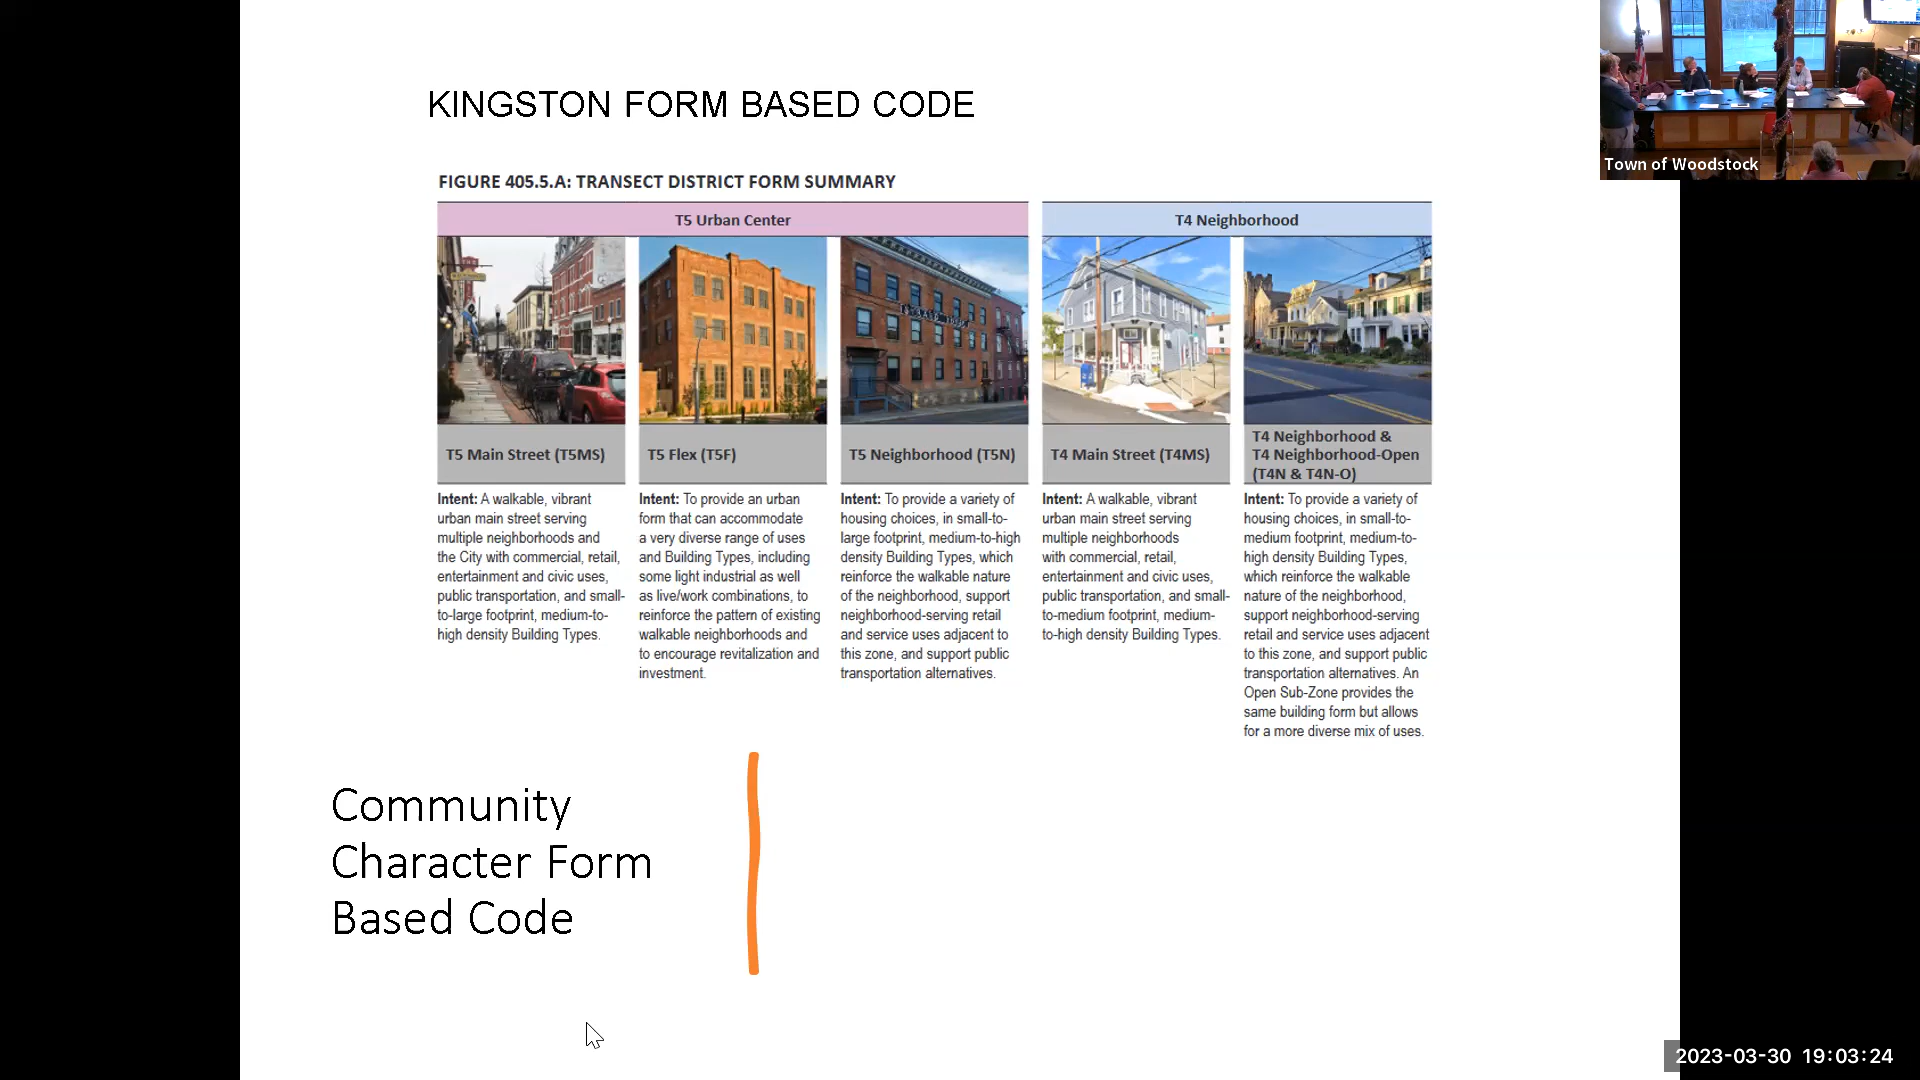 KINGSTON FORM BASED CODE
Town of Woodstock
FIGURE 405.5.A: TRANSECT DISTRICT FORM SUMMARY
T5 Urban Center
T4 Neighborhood
T5 Main Street (T5MS)
Intent: A walkable, vibrant
urban main street serving
multiple neighborhoods and
the City with commercial, retail,
entertainment and civic uses,
public transportation, and small-
to-large footprint, medium-to-
high density Building Types.
T5 Flex (T5F)
Intent: To provide an urban
form that can accommodate
a very diverse range of uses
and Building Types, including
some light industrial as well
as live/work combinations, to
reinforce the pattern of existing
walkable neighborhoods and
to encourage revitalization and
investment.
T5 Neighborhood (T5N)
Intent: To provide a variety of
housing choices, in small-to-
large footprint, medium-to-high
density Building Types, which
reinforce the walkable nature
of the neighborhood, support
neighborhood-serving retail
and service uses adjacent to
this zone, and support public
transportation alternatives.
T4 Main Street (T4MS)
Intent: A walkable, vibrant
urban main street serving
multiple neighborhoods
with commercial, retail,
entertainment and civic uses,
public transportation, and small-
to-medium footprint, medium-
to-high density Building Types.
T4 Neighborhood &
T4 Neighborhood-Open
(T4N & T4N-O)
Intent: To provide a variety of
housing choices, in small-to-
medium footprint, medium-to-
high density Building Types,
which reinforce the walkable
nature of the neighborhood,
support neighborhood-serving
retail and service uses adjacent
to this zone, and support public
transportation alternatives. An
Open Sub-Zone provides the
same building form but allows
for a more diverse mix of uses.
Community
Character Form
Based Code
2023-03-30 19:03:24